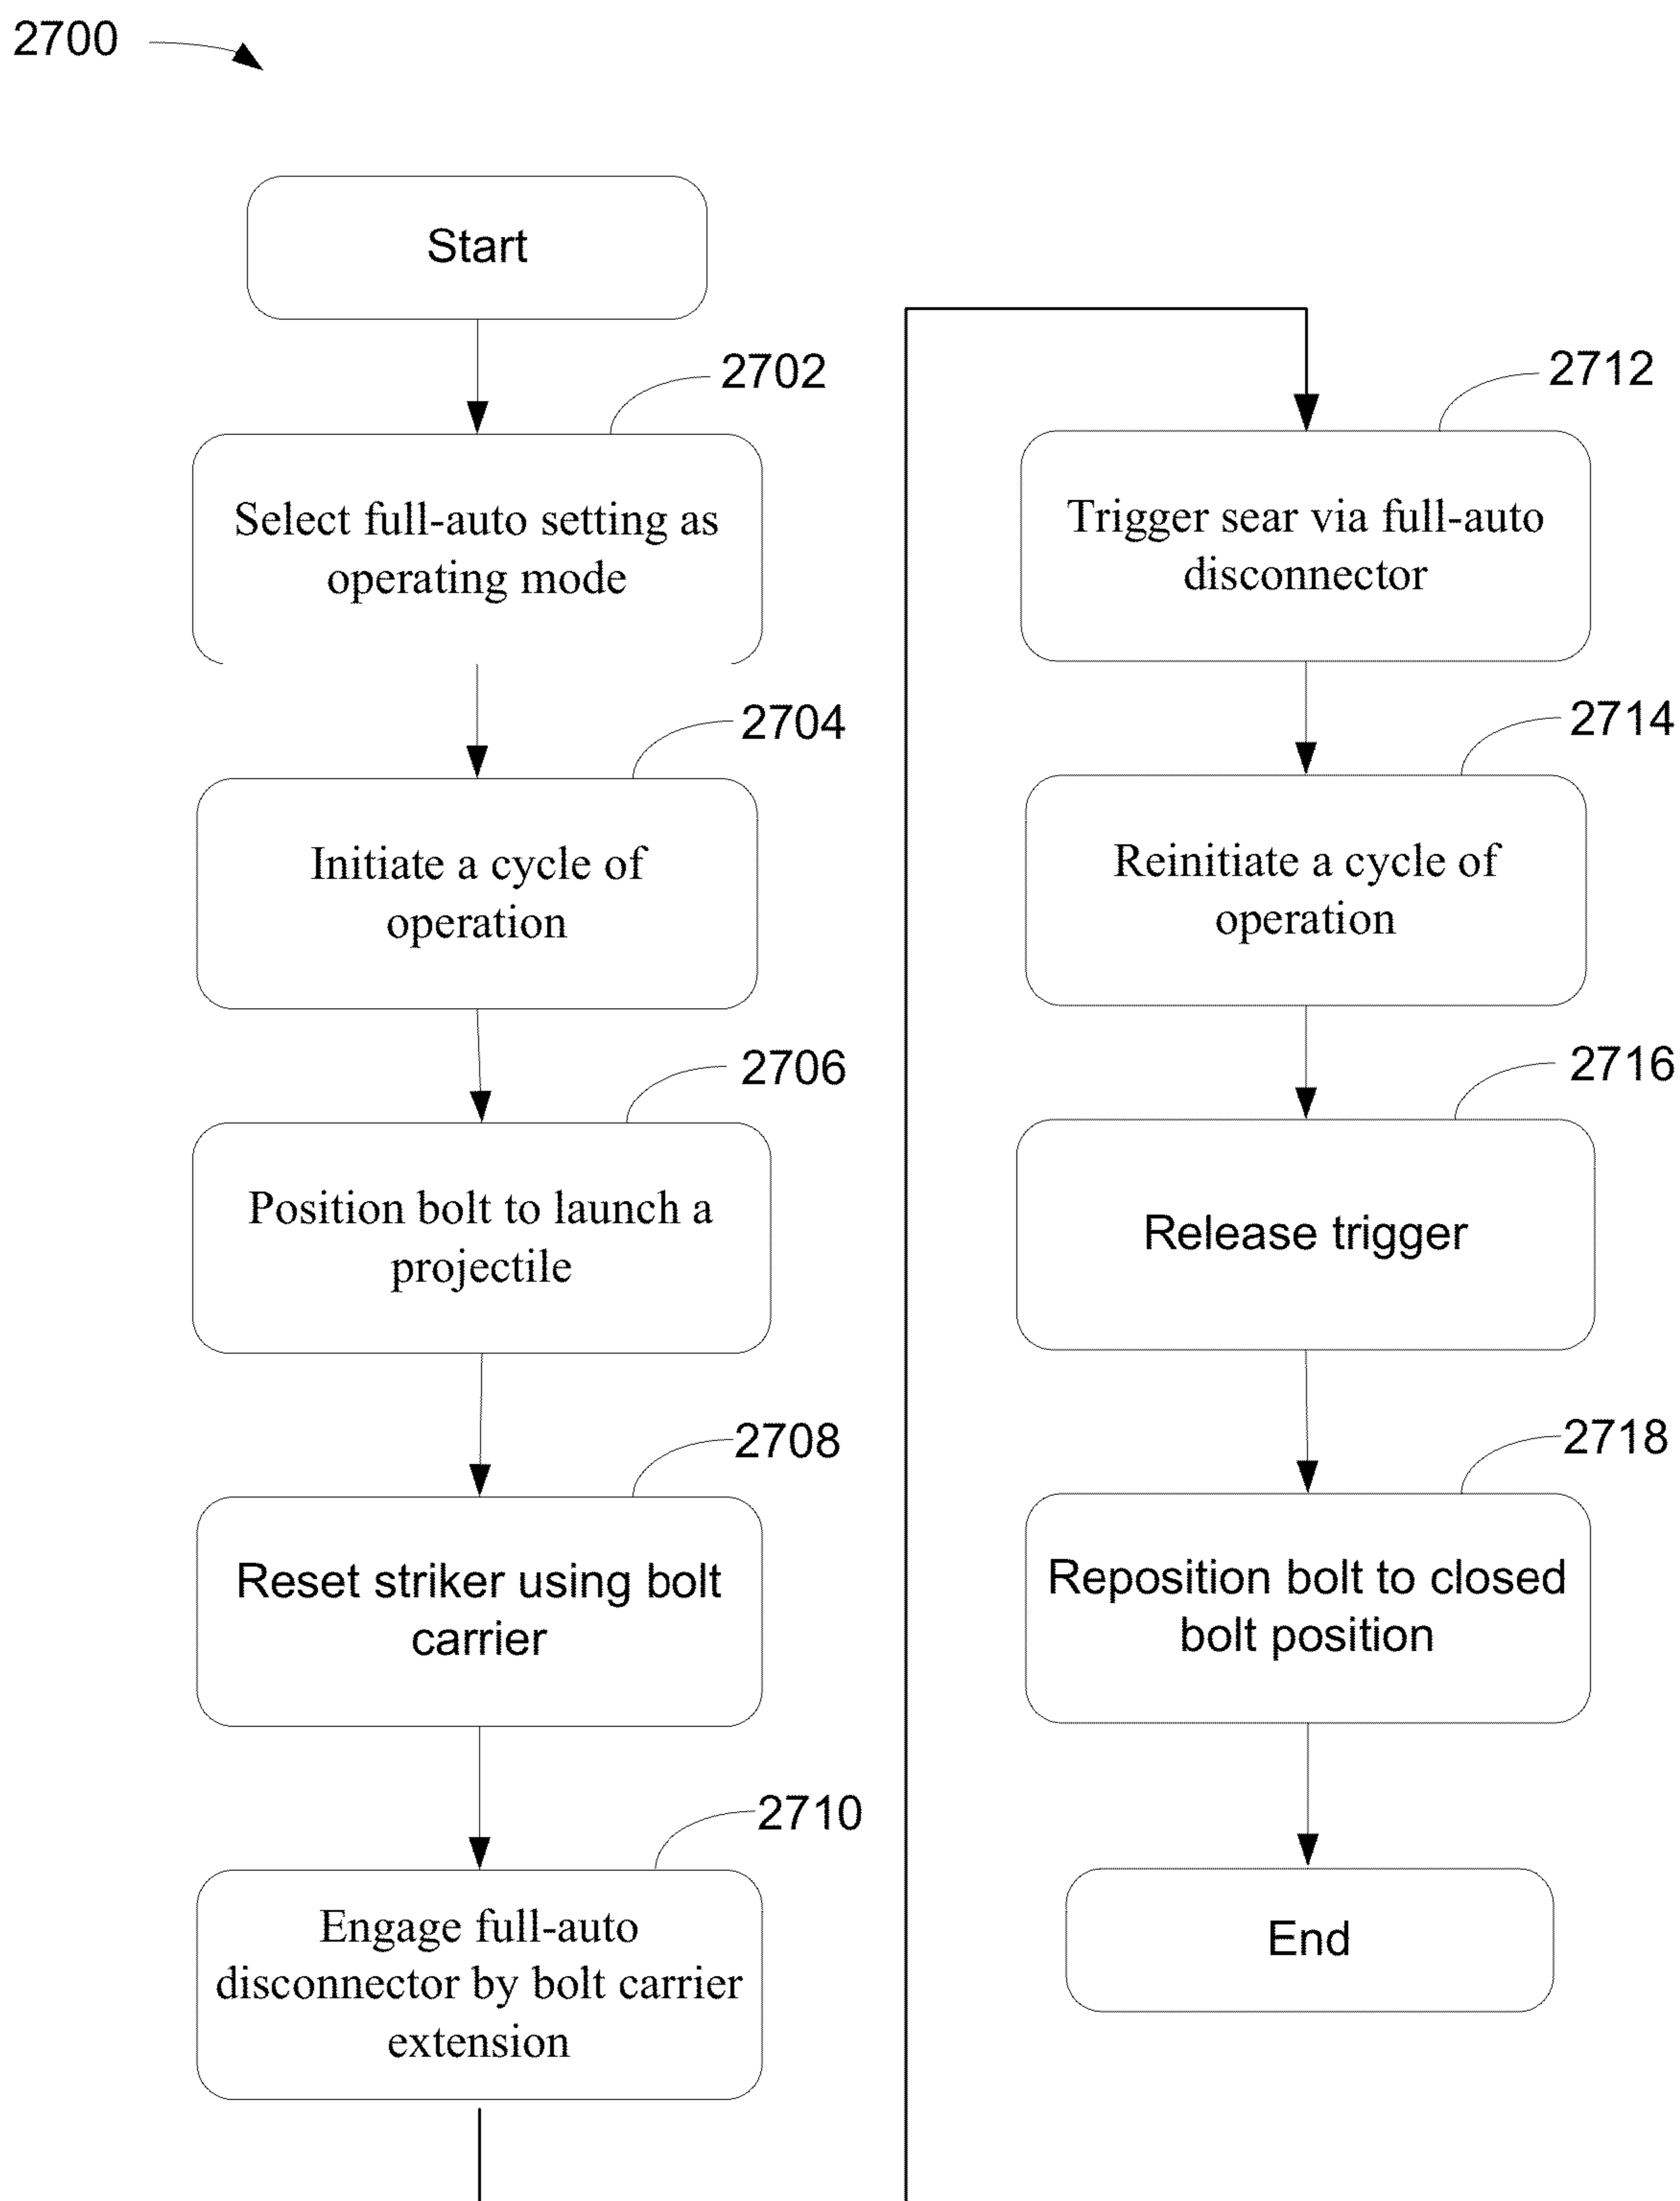 2700
Start
2702
Select full-auto setting as
operating mode
2704
Initiate a cycle of
operation
2706
Position bolt to launch a
projectile
2708
Reset striker using bolt
carrier
2710
Engage full-auto
disconnector by bolt carrier
extension
2712
Trigger sear via full-auto
disconnector
2714
Reinitiate a cycle of
operation
2716
Release trigger
2718
Reposition bolt to closed
bolt position
End